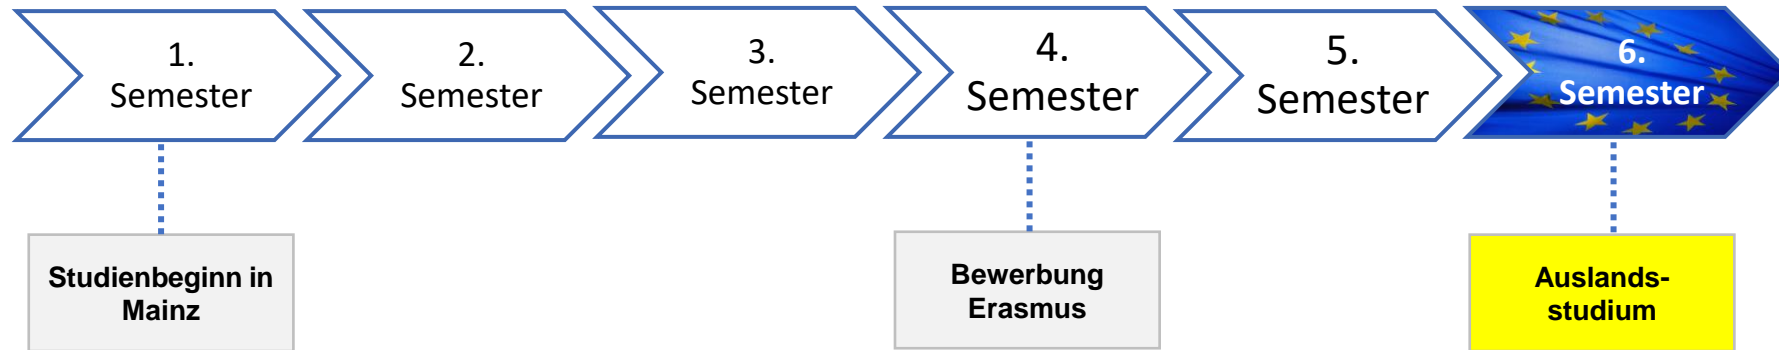 1.
Semester
2.
Semester
3.
Semester
4.
Semester
5.
Semester
6.
Semester
Studienbeginn in
Mainz
Bewerbung
Erasmus
Auslands-
studium